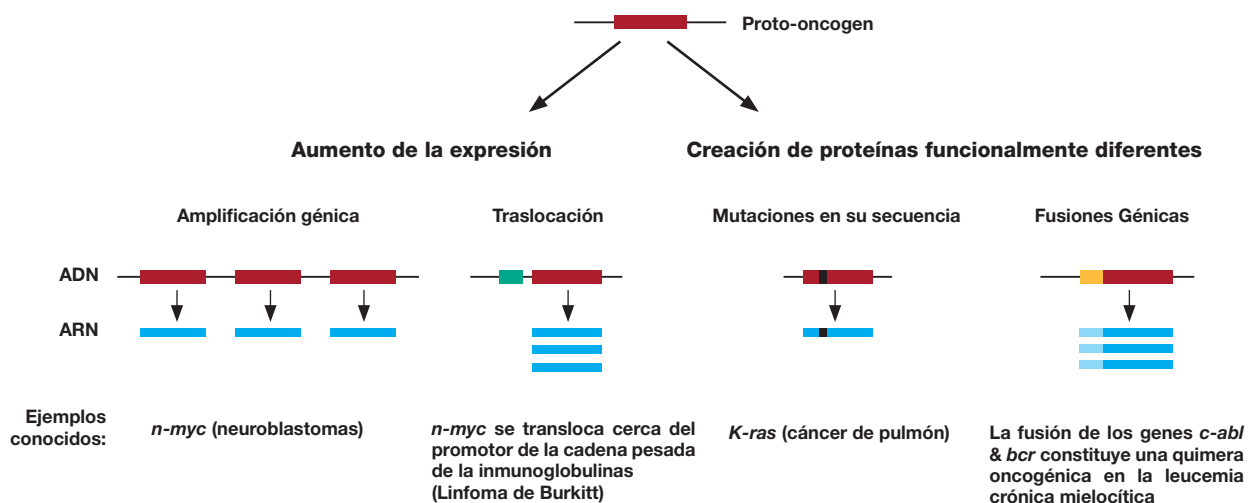 Proto-oncogen
Aumento de la expresión
Creación de proteínas funcionalmente diferentes
Amplificación génica
Traslocación
Mutaciones en su secuencia
Fusiones Génicas
ADN
ARN
Ejemplos
conocidos:
n-myc (neuroblastomas)
n-myc se transloca cerca del
promotor de la cadena pesada
de la inmunoglobulinas
(Linfoma de Burkitt)
K-ras (cáncer de pulmón)
La fusión de los genes c-abl
& bcr constituye una quimera
oncogénica en la leucemia
crónica mielocítica